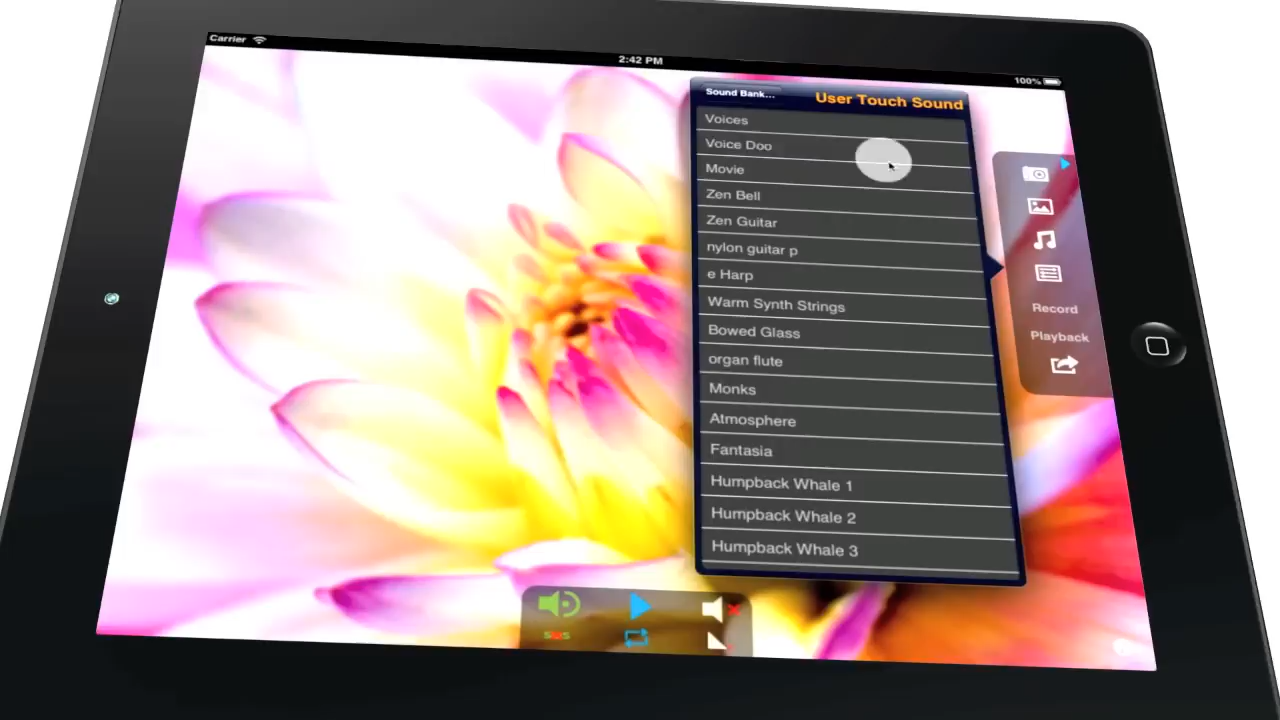 Carrier
2:42 PM
100%
Sound Bank...
User Touch Sound
Voices
Voice Doo
Movie
Zen Bell
Zen Guitar
nylon guitar p
e Harp
Warm Synth Strings
Bowed Glass
organ flute
Monks
Atmosphere
Fantasia
Humpback Whale 1
Humpback Whale 2
Humpback Whale 3
Record
Playback
SOS